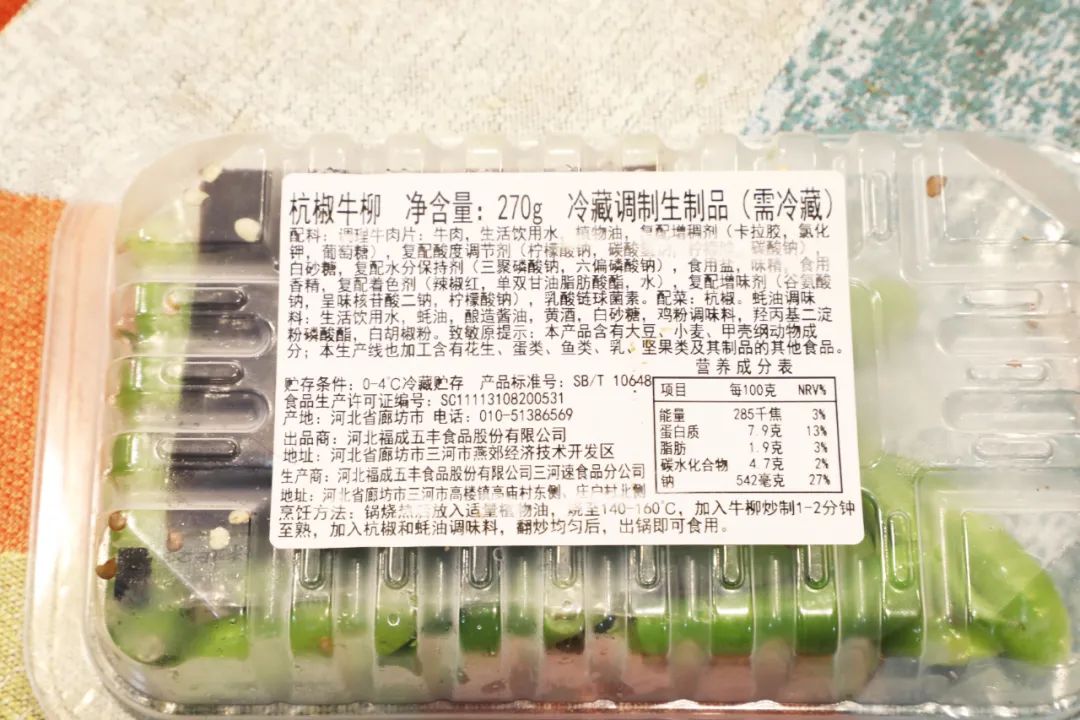 杭椒牛柳 净含量：270g 冷藏调制生制品（需冷藏）
配料：调理牛肉片：牛肉，生活饮用水，植物油，复配增稠剂（卡拉胶，氯化
钾，葡萄糖），复配酸度调节剂（柠檬酸钠，碳酸氢钠，柠檬酸，碳酸钠），
白砂糖，复配水分保持剂（三聚磷酸钠，六偏磷酸钠），食用盐，味精，食用
香精，复配着色剂（辣椒红，单双甘油脂肪酸酯，水），复配增味剂（谷氨酸
钠，呈味核苷酸二钠，柠檬酸钠），乳酸链球菌素。配菜：杭椒。蚝油调味
料：生活饮用水，蚝油，酿造酱油，黄酒，白砂糖，鸡粉调味料，羟丙基二淀
粉磷酸酯，白胡椒粉。致敏原提示：本产品含有大豆、小麦、甲壳纲动物成
分；本生产线也加工含有花生、蛋类、鱼类、乳、坚果类及其制品的其他食品。
贮存条件：0-4℃冷藏贮存 产品标准号：SB/T 10648
食品生产许可证编号：SC11113108200531
产地：河北省廊坊市 电话：010-51386569
出品商：河北福成五丰食品股份有限公司
地址：河北省廊坊市三河市燕郊经济技术开发区
生产商：河北福成五丰食品股份有限公司三河速食品分公司
地址：河北省廊坊市三河市高楼镇高庙村东侧、庄户村北侧
营养成分表
项目 每100克 NRV%
能量 285千焦 3%
蛋白质 7.9克 13%
脂肪 1.9克 3%
碳水化合物 4.7克 2%
钠 542毫克 27%
烹饪方法：锅烧热后放入适量植物油，烧至140-160℃，加入牛柳炒制1-2分钟
至熟，加入杭椒和蚝油调味料，翻炒均匀后，出锅即可食用。